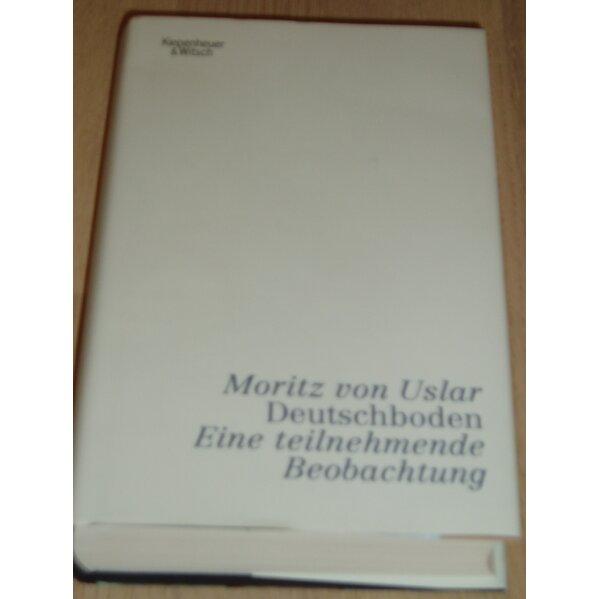 Kiepenheuer
& Witsch
Moritz von Uslar
Deutschboden
Eine teilnehmende
Beobachtung